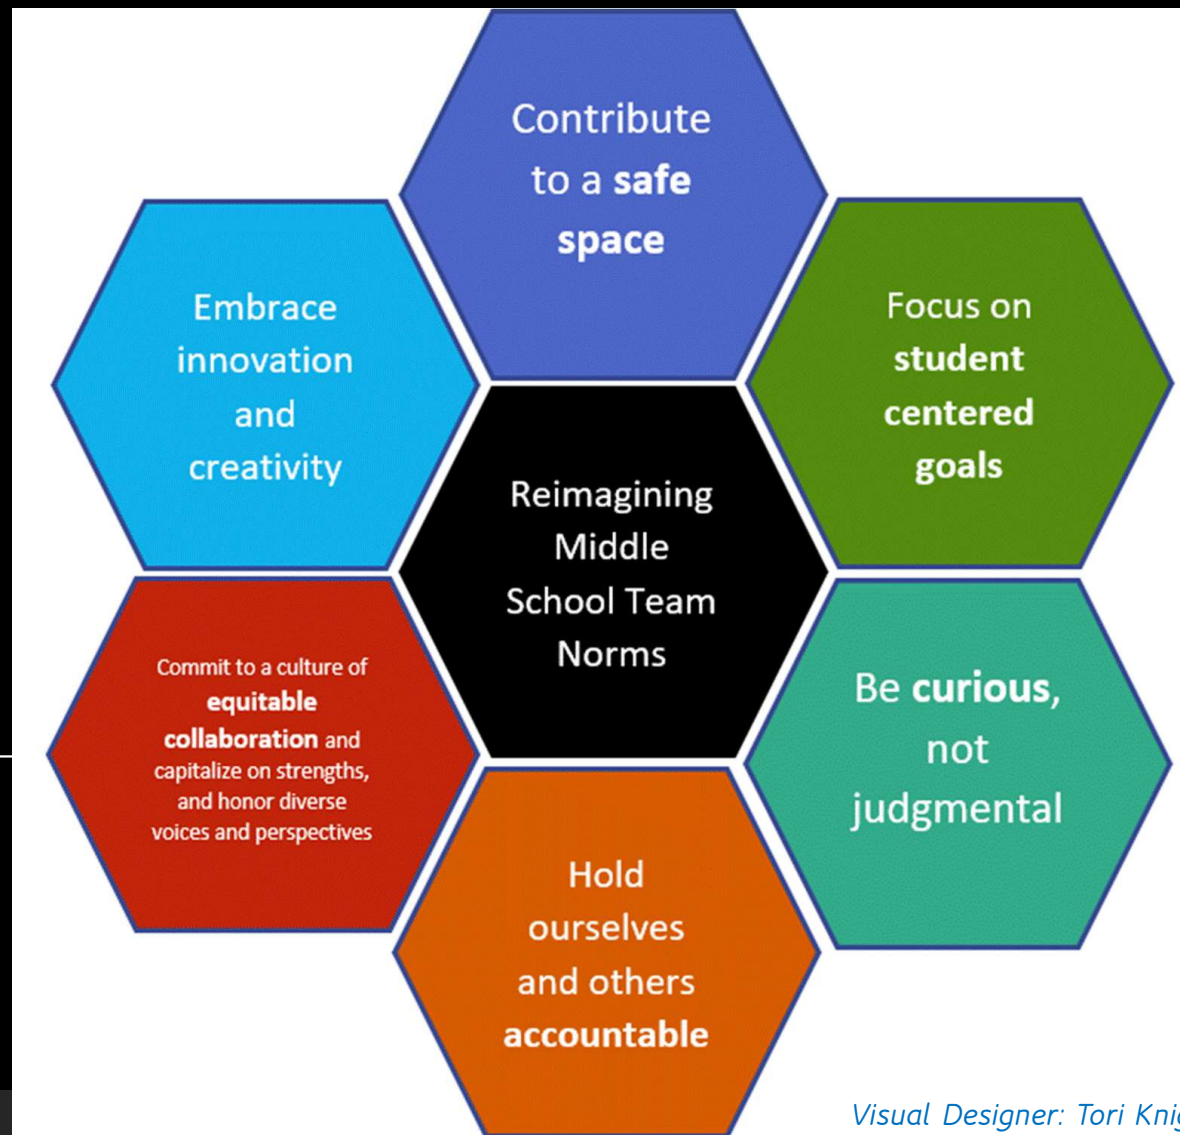 Contribute
to a safe
space
Embrace
innovation
and
creativity
Focus on
student
centered
goals
Reimagining
Middle
School Team
Norms
Commit to a culture of
equitable
collaboration and
capitalize on strengths,
and honor diverse
voices and perspectives
Be curious,
not
judgmental
Hold
ourselves
and others
accountable
Visual Designer: Tori